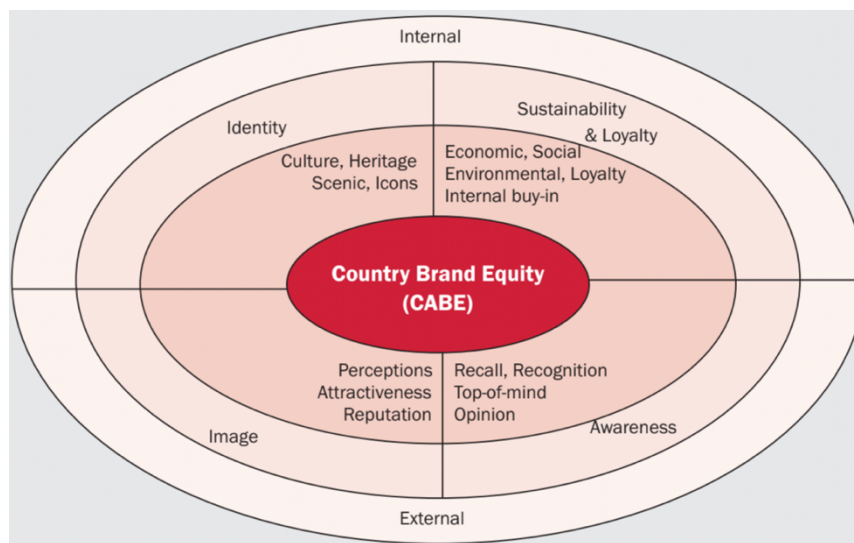 Internal
Identity
Sustainability
& Loyalty
Culture, Heritage
Scenic, Icons
Economic, Social
Environmental, Loyalty
Internal buy-in
Country Brand Equity
(CABE)
Perceptions
Attractiveness
Reputation
Recall, Recognition
Top-of-mind
Opinion
Image
Awareness
External